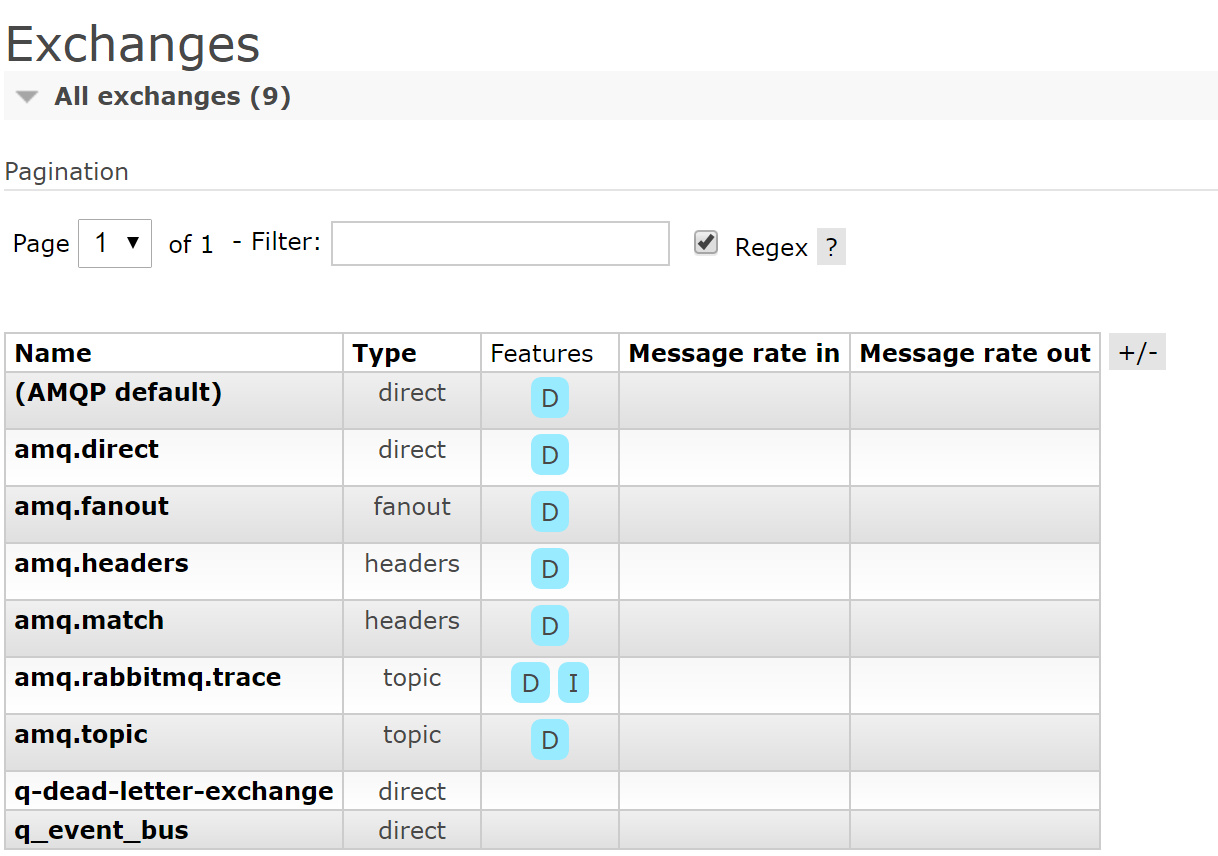 Exchanges
All exchanges (9)
Pagination
Page 1 of 1 - Filter: Regex ?
Name Type Features Message rate in Message rate out +/-
(AMQP default) direct D
amq.direct direct D
amq.fanout fanout D
amq.headers headers D
amq.match headers D
amq.rabbitmq.trace topic D I
amq.topic topic D
q-dead-letter-exchange direct
q_event_bus direct